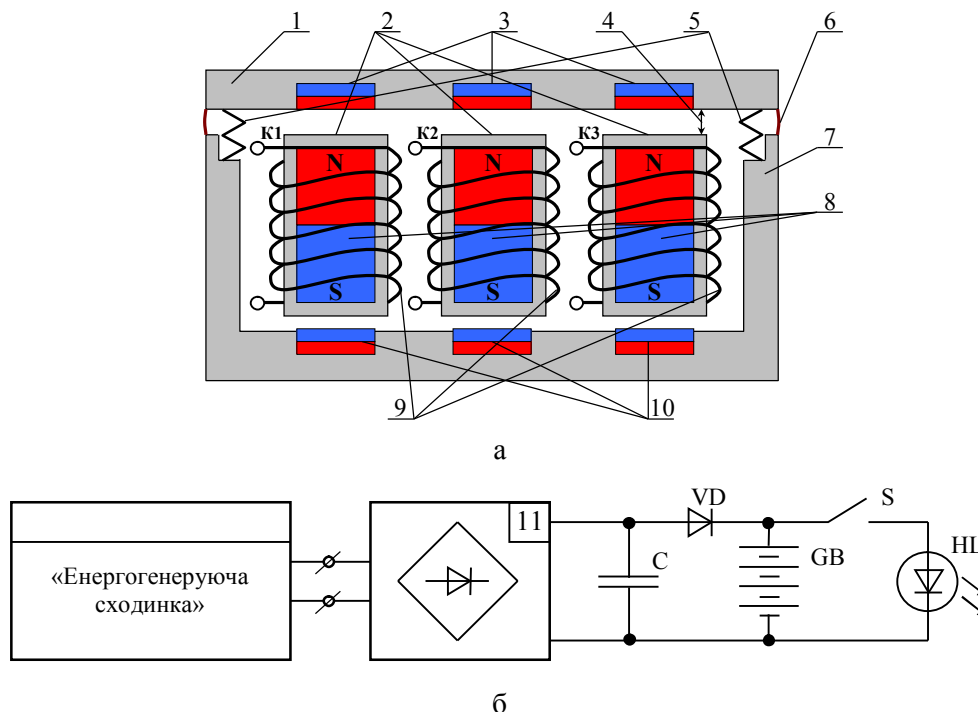 1 2 3 4 5 6
К1 К2 К3
7
N N N
8
S S S
9 10
а
VD S
11
«Енергогенеруюча
сходинка»
C GB HL
б